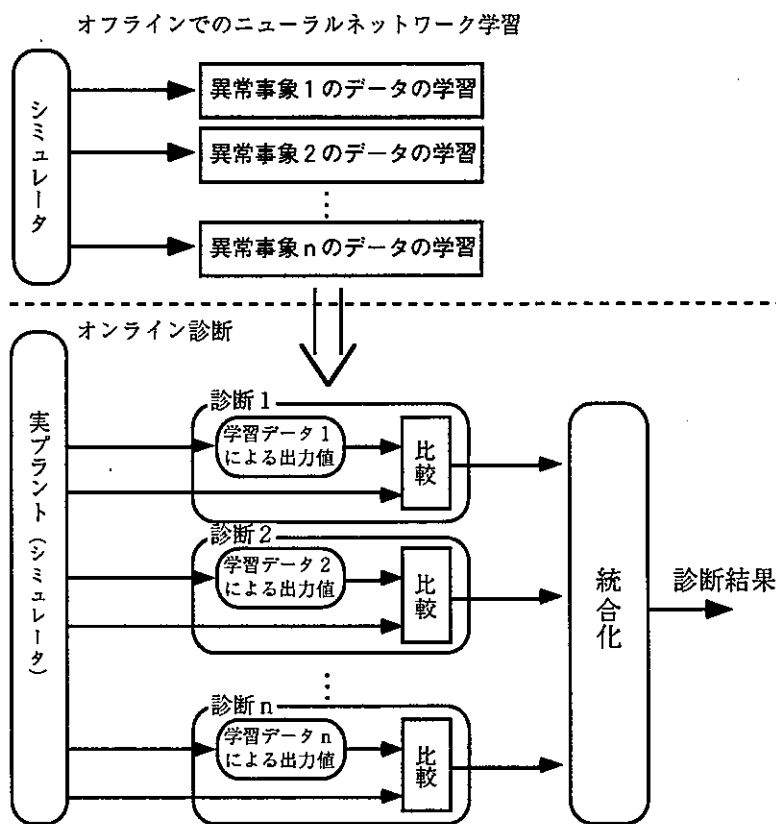 オフラインでのニューラルネットワーク学習
シミュレータ
異常事象1のデータの学習
異常事象2のデータの学習
⋮
異常事象nのデータの学習
オンライン診断
実プラント(シミュレータ)
診断1
学習データ1
による出力値
比較
診断2
学習データ2
による出力値
比較
⋮
診断n
学習データn
による出力値
比較
統合化
診断結果